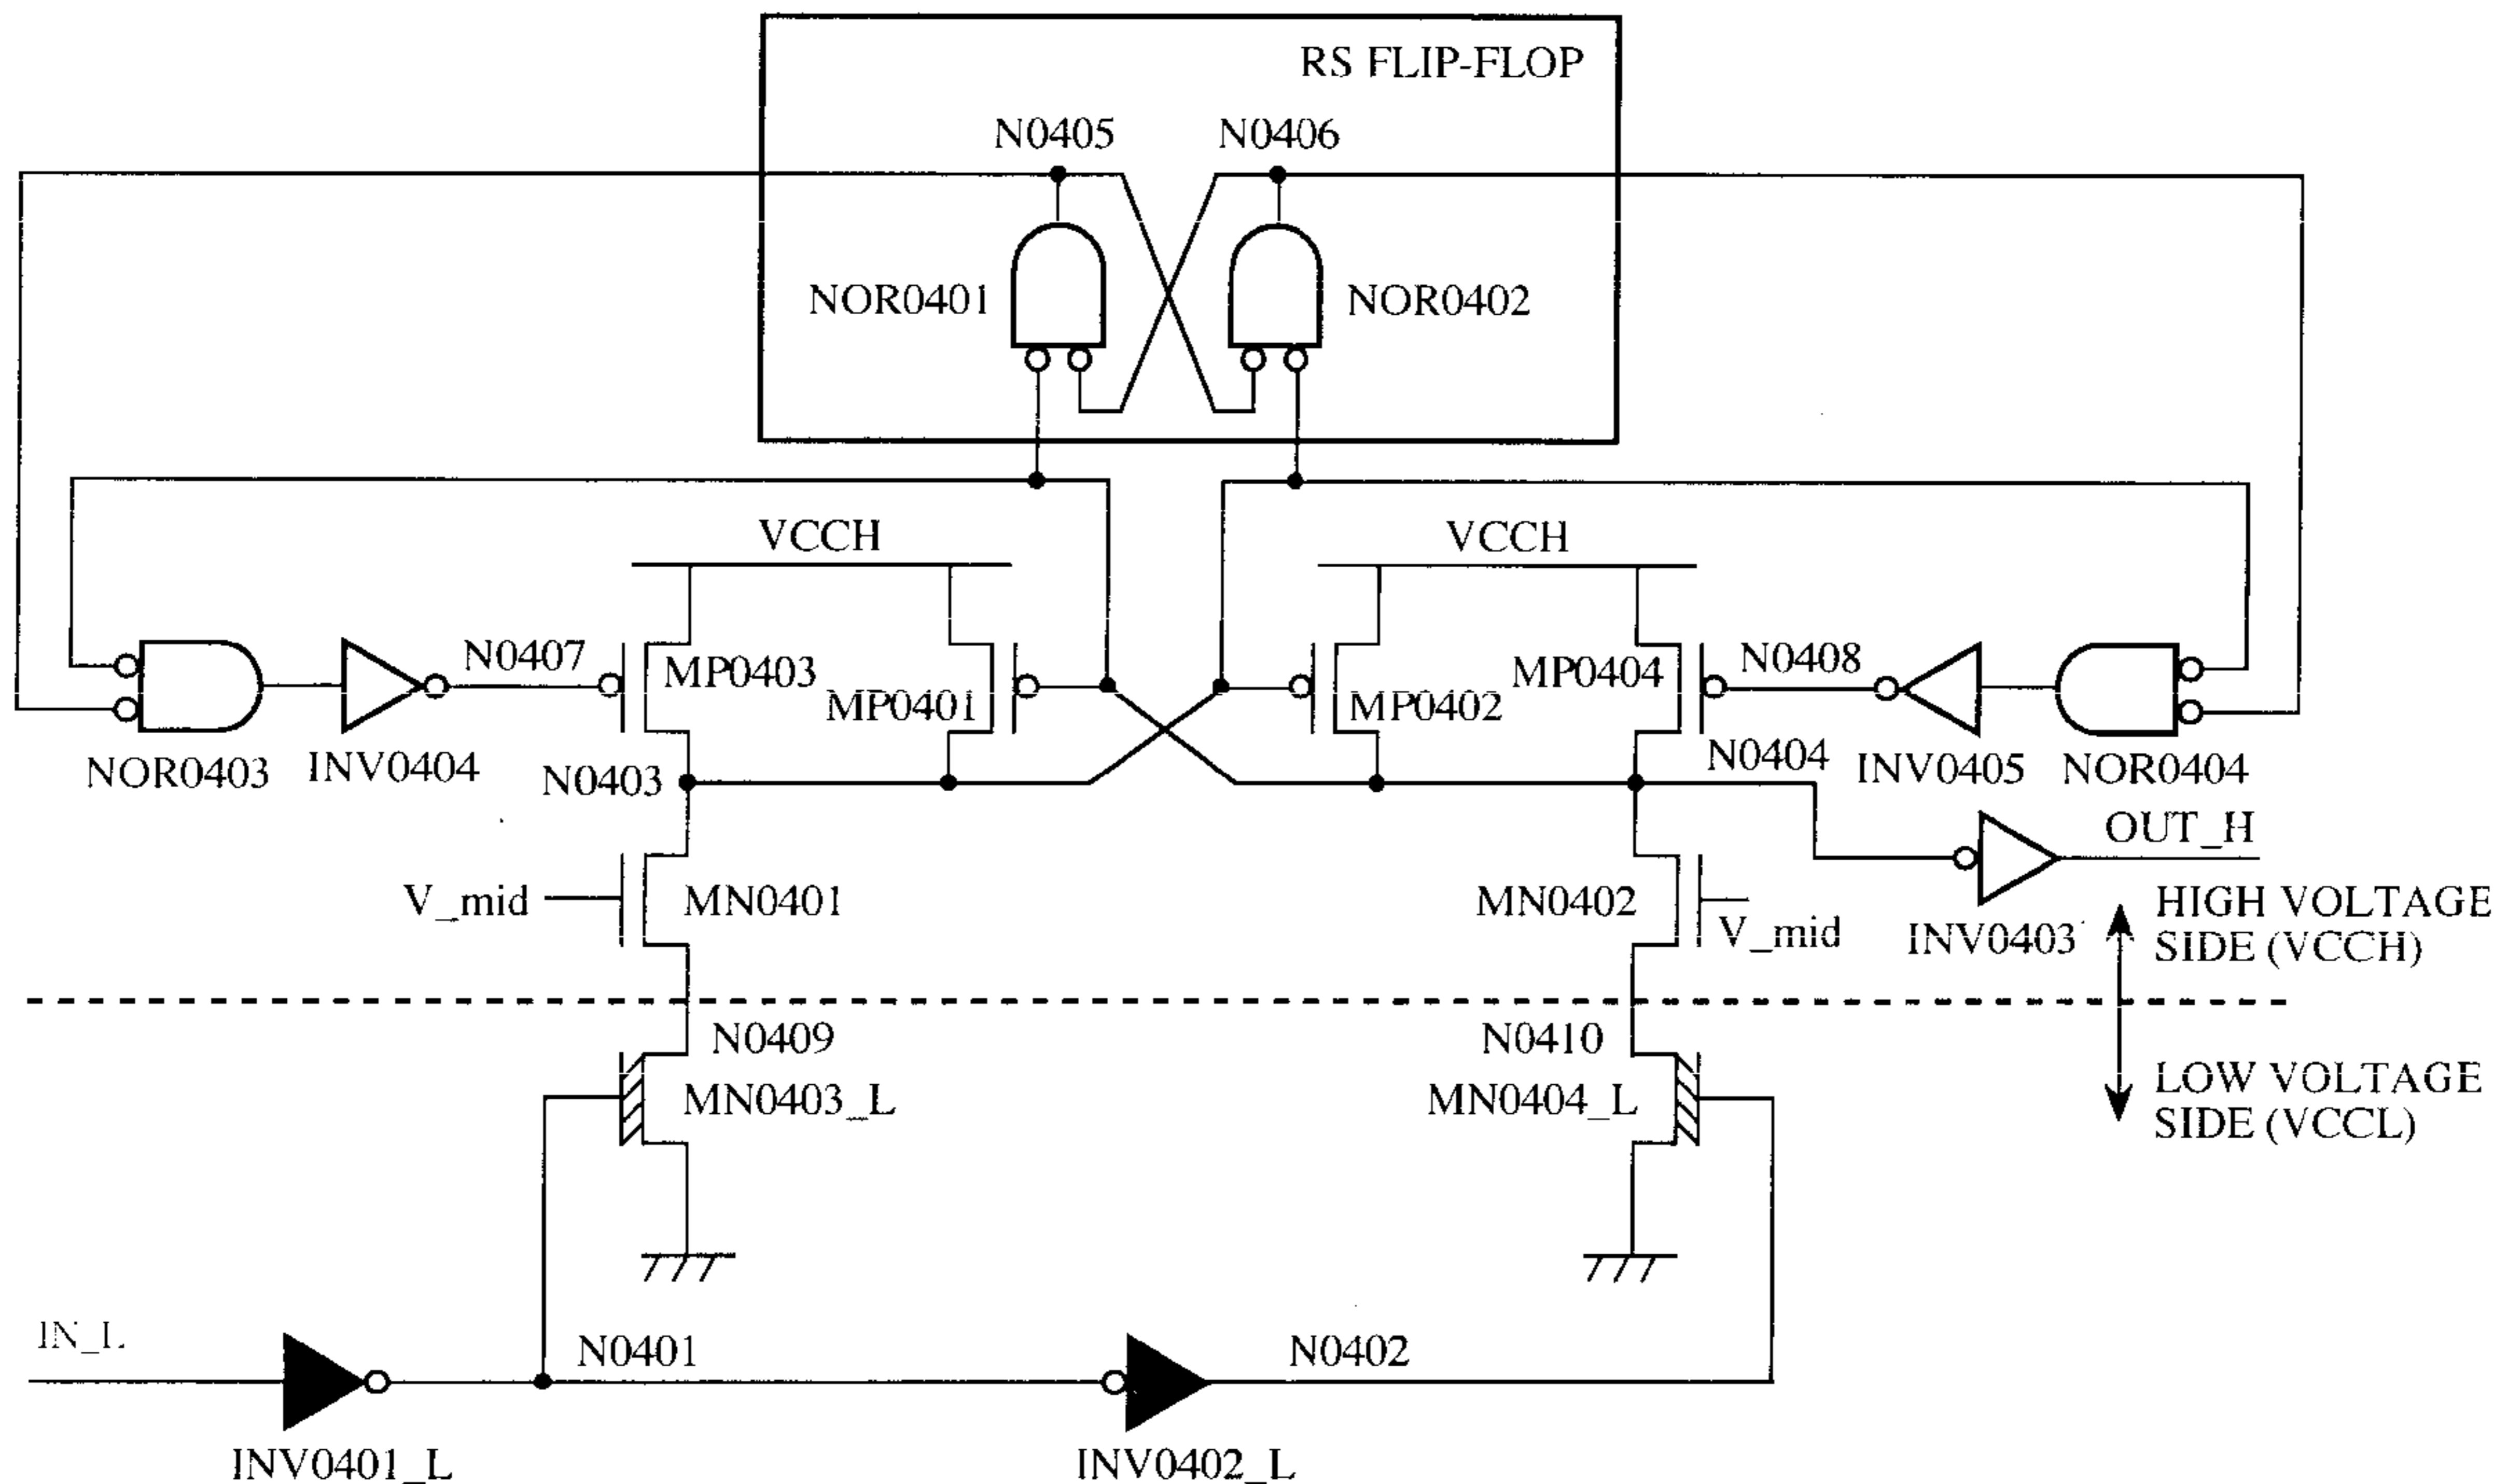 RS FLIP-FLOP
N0405
N0406
NOR0401
NOR0402
VCCH
VCCH
N0407
MP0403
MP0401
MP0402
MP0404
N0408
NOR0403
INV0404
N0403
N0404
INV0405
NOR0404
OUT_H
V_mid
MN0401
MN0402
V_mid
INV0403
HIGH VOLTAGE
SIDE (VCCH)
N0409
N0410
MN0403_L
MN0404_L
LOW VOLTAGE
SIDE (VCCL)
IN_L
N0401
N0402
INV0401_L
INV0402_L